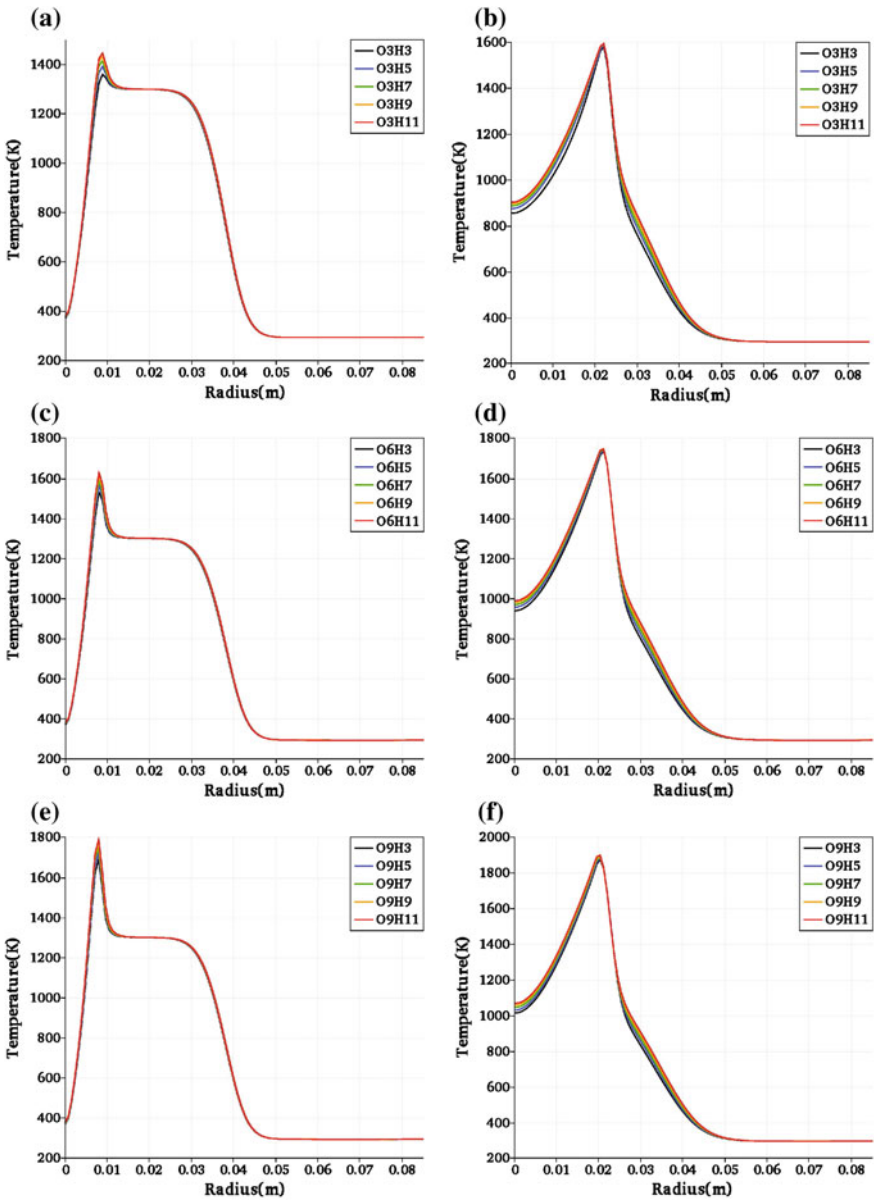 (a)
1400
1200
1000
800
600
400
200
Temperature(K)
O3H3
O3H5
O3H7
O3H9
O3H11
0 0.01 0.02 0.03 0.04 0.05 0.06 0.07 0.08
Radius(m)
(b)
1600
1400
1200
1000
800
600
400
200
Temperature(K)
O3H3
O3H5
O3H7
O3H9
O3H11
0 0.01 0.02 0.03 0.04 0.05 0.06 0.07 0.08
Radius(m)
(c)
1800
1600
1400
1200
1000
800
600
400
200
Temperature(K)
O6H3
O6H5
O6H7
O6H9
O6H11
0 0.01 0.02 0.03 0.04 0.05 0.06 0.07 0.08
Radius(m)
(d)
1800
1600
1400
1200
1000
800
600
400
200
Temperature(K)
O6H3
O6H5
O6H7
O6H9
O6H11
0 0.01 0.02 0.03 0.04 0.05 0.06 0.07 0.08
Radius(m)
(e)
1800
1600
1400
1200
1000
800
600
400
200
Temperature(K)
O9H3
O9H5
O9H7
O9H9
O9H11
0 0.01 0.02 0.03 0.04 0.05 0.06 0.07 0.08
Radius(m)
(f)
2000
1800
1600
1400
1200
1000
800
600
400
200
Temperature(K)
O9H3
O9H5
O9H7
O9H9
O9H11
0 0.01 0.02 0.03 0.04 0.05 0.06 0.07 0.08
Radius(m)